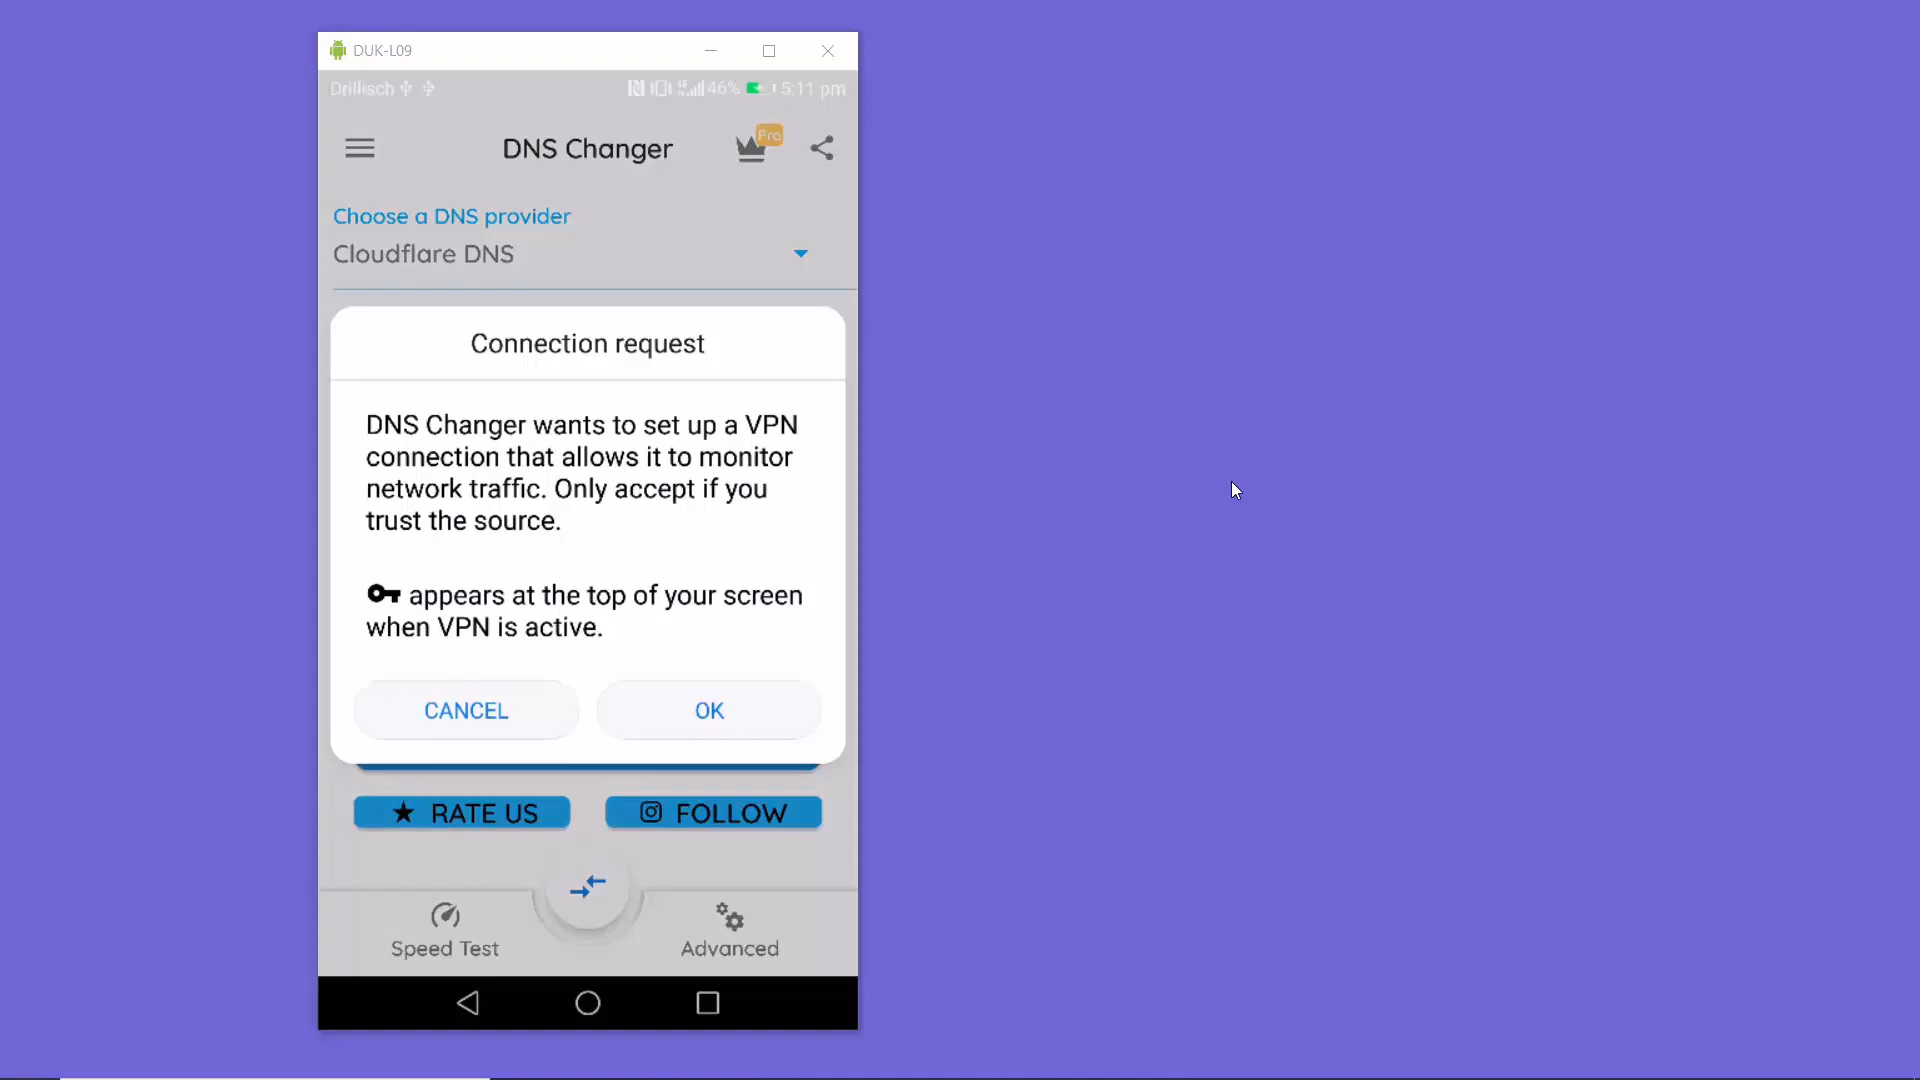 DUK-L09
Drillisch 46% 5:11 pm
DNS Changer Pro
Choose a DNS provider
Cloudflare DNS
Connection request
DNS Changer wants to set up a VPN
connection that allows it to monitor
network traffic. Only accept if you
trust the source.
appears at the top of your screen
when VPN is active.
CANCEL OK
RATE US FOLLOW
Speed Test Advanced